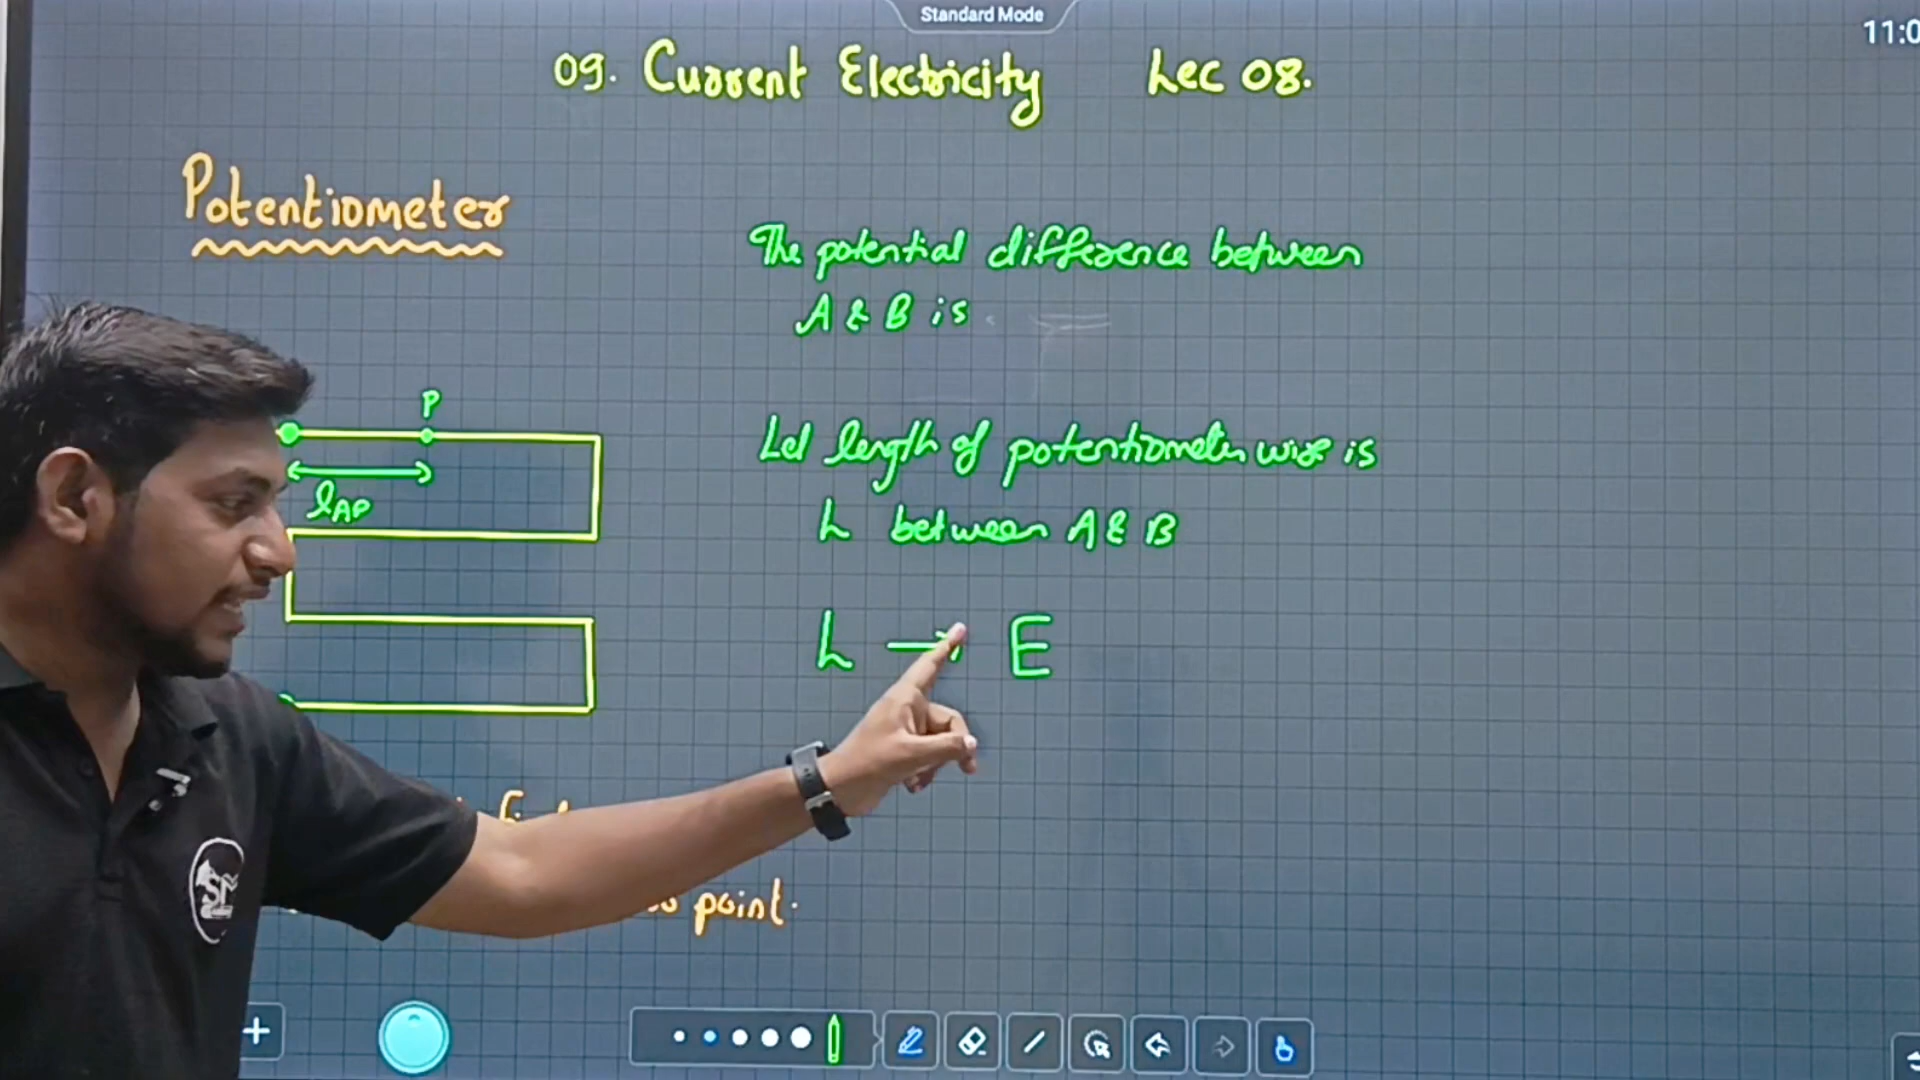 Standard Mode
11:0
09. Current Electricity Lec 08.
Potentiometer
The potential difference between
A & B is
P
Let length of potentiometer wire is
lAP
L between A & B
L → E
point.